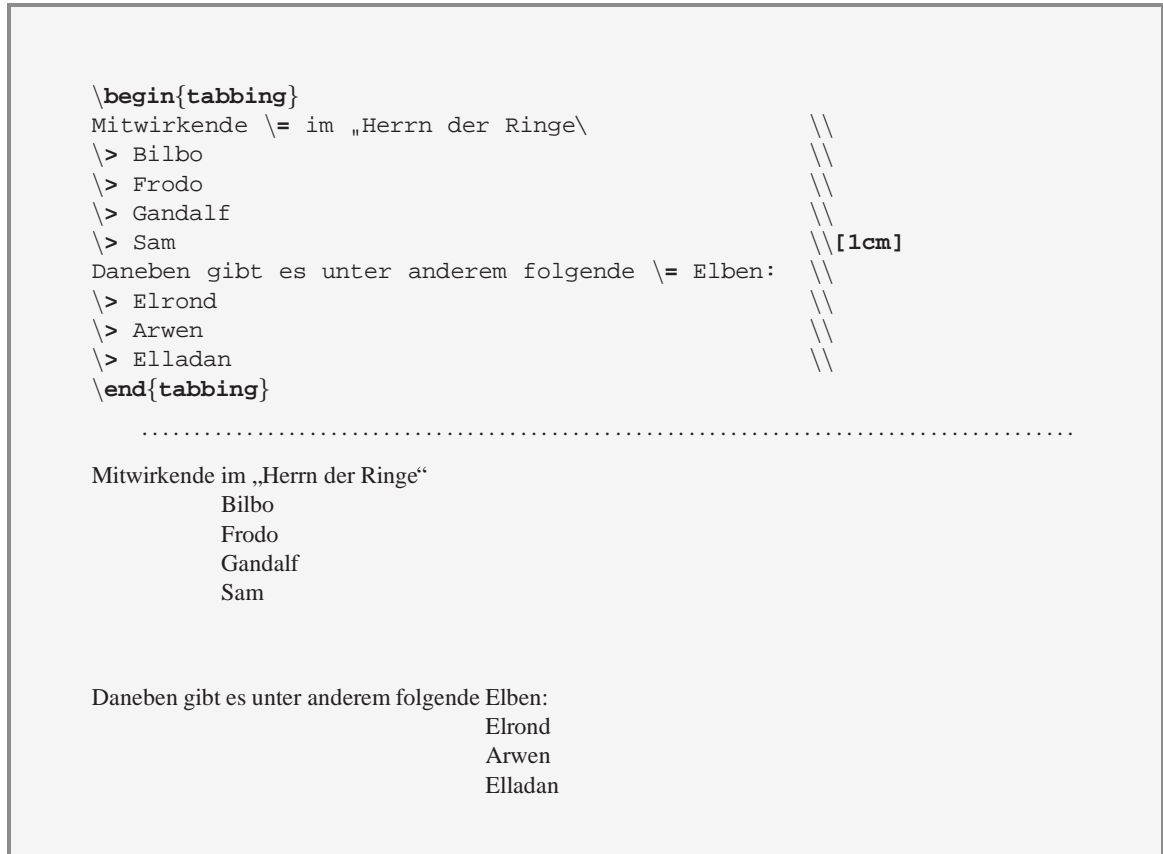 \begin{tabbing}
Mitwirkende \= im „Herrn der Ringe\ \\
\> Bilbo \\
\> Frodo \\
\> Gandalf \\
\> Sam \\[1cm]
Daneben gibt es unter anderem folgende \= Elben: \\
\> Elrond \\
\> Arwen \\
\> Elladan \\
\end{tabbing}
Mitwirkende im „Herrn der Ringe“
Bilbo
Frodo
Gandalf
Sam
Daneben gibt es unter anderem folgende Elben:
Elrond
Arwen
Elladan